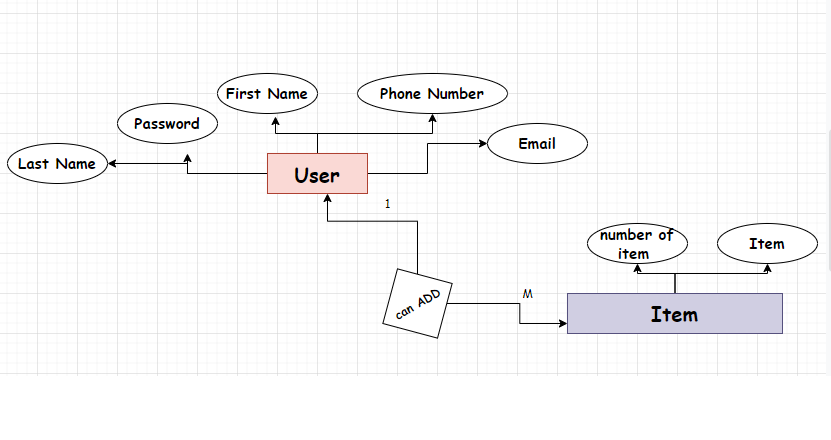 First Name
Phone Number
Password
Email
Last Name
User
1
number of
item
Item
can ADD
M
Item